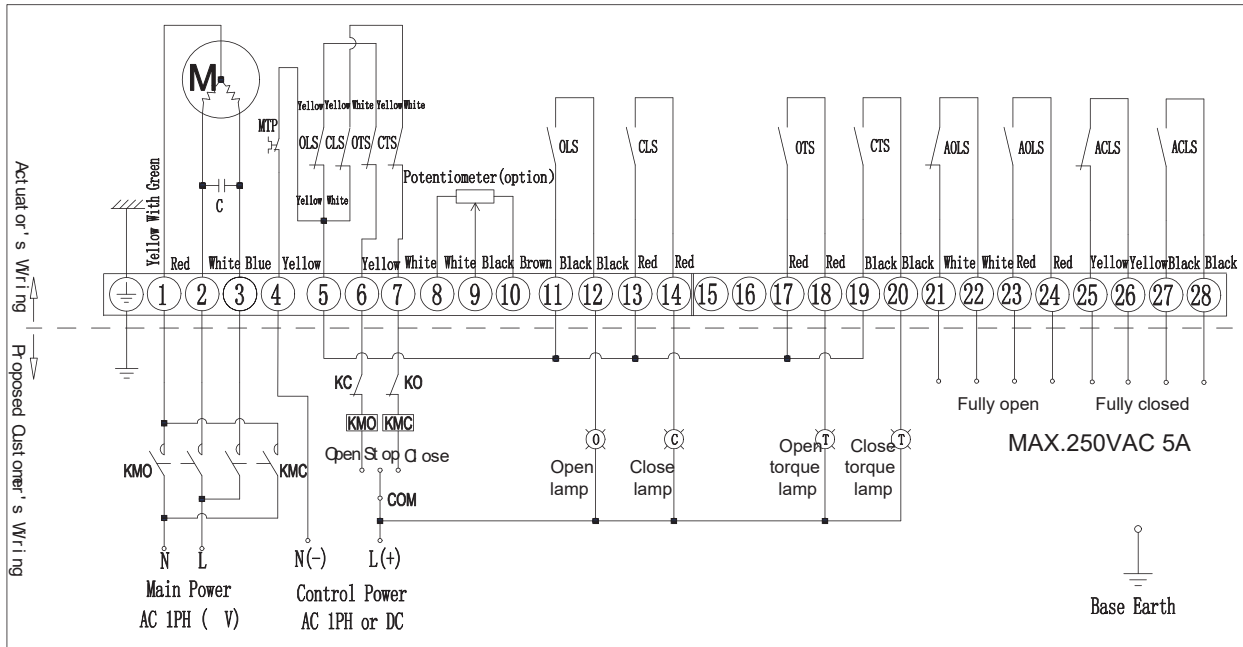 M
MTP
Yellow Yellow White Yellow White
OLS CLS OTS CTS
OLS
CLS
OTS
CTS
AOLS
AOLS
ACLS
ACLS
C
Yellow White
Potentiometer(option)
Actuator's Wiring
Yellow With Green
Red
White
Blue
Yellow
Yellow
White
White
Black
Brown
Black
Black
Red
Red
Red
Red
Black
Black
White
White
Red
Red
Yellow
Yellow
Black
Black
1 2 3 4 5 6 7 8 9 10 11 12 13 14 15 16 17 18 19 20 21 22 23 24 25 26 27 28
Proposed Customer's Wiring
KC
KO
KMO
KMC
Open Stop Close
COM
KMO
KMC
O
C
T
T
Open
lamp
Close
lamp
Open
torque
lamp
Close
torque
lamp
Fully open
Fully closed
MAX.250VAC 5A
N
L
N(-)
L(+)
Main Power
AC 1PH ( V)
Control Power
AC 1PH or DC
Base Earth